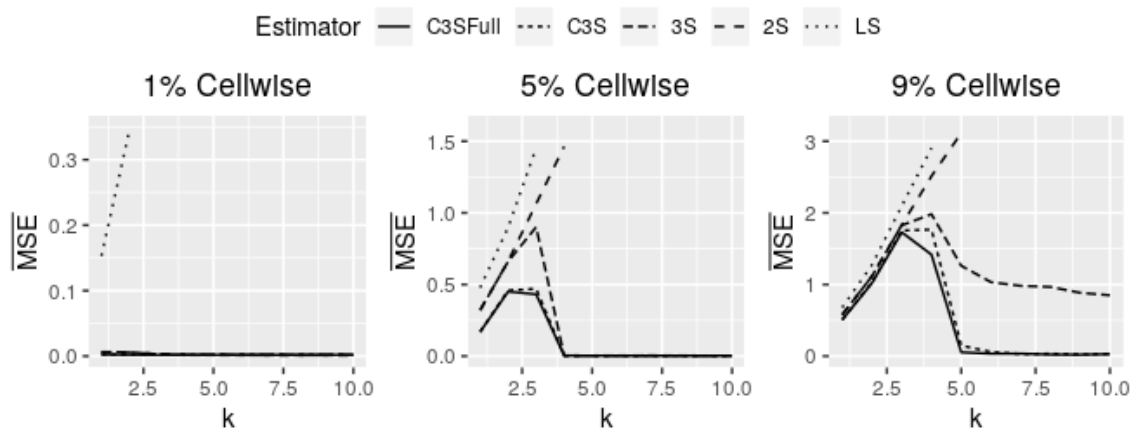 Estimator C3SFull C3S 3S 2S LS
1% Cellwise
5% Cellwise
9% Cellwise
MSE
0.3
0.2
0.1
0.0
2.5 5.0 7.5 10.0
k
MSE
1.5
1.0
0.5
0.0
2.5 5.0 7.5 10.0
k
MSE
3
2
1
0
2.5 5.0 7.5 10.0
k